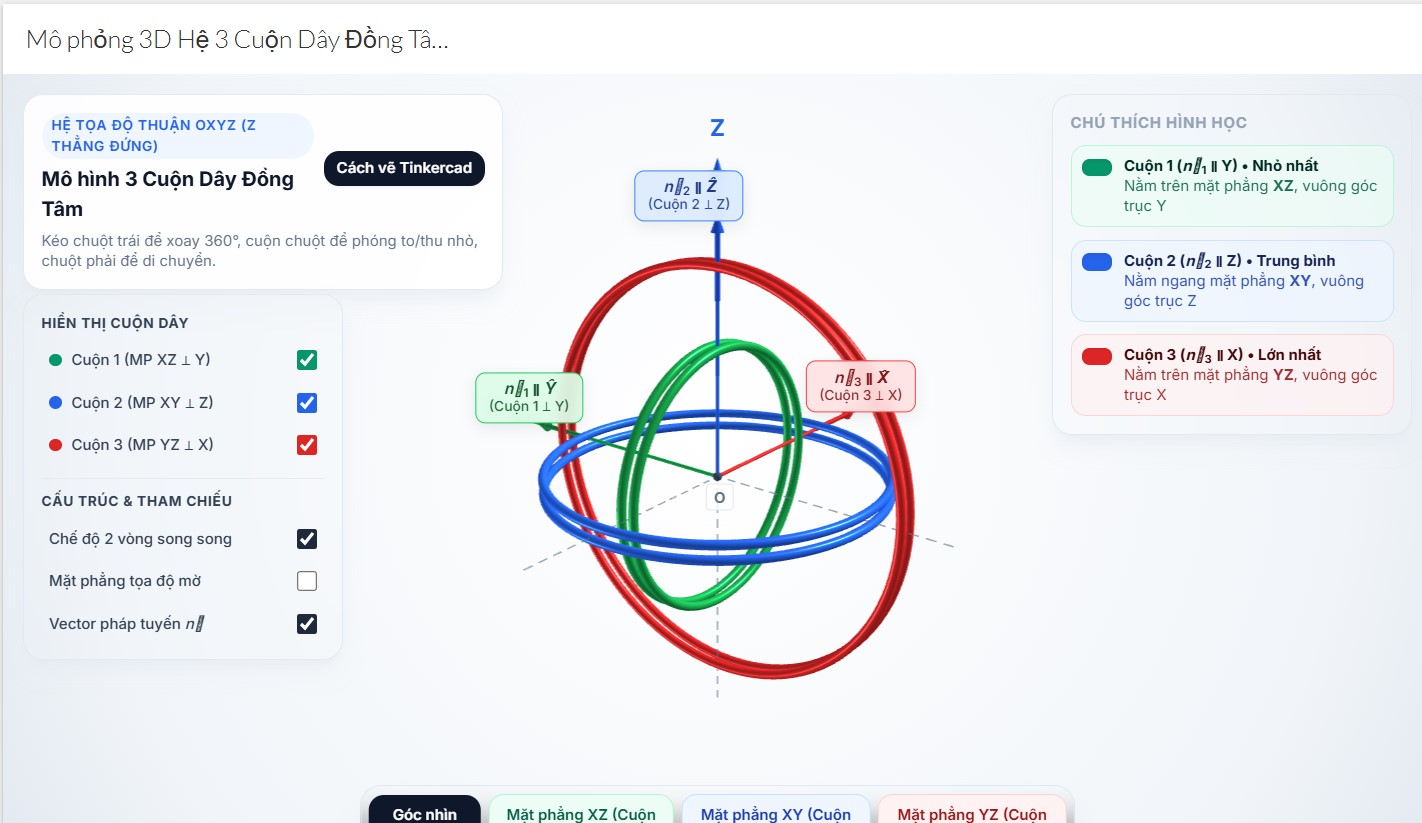 Mô phỏng 3D Hệ 3 Cuộn Dây Đồng Tâ...
HỆ TỌA ĐỘ THUẬN OXYZ (Z
THẲNG ĐỨNG)
Mô hình 3 Cuộn Dây Đồng
Tâm
Cách vẽ Tinkercad
Kéo chuột trái để xoay 360°, cuộn chuột để phóng to/thu nhỏ,
chuột phải để di chuyển.
HIỂN THỊ CUỘN DÂY
Cuộn 1 (MP XZ ⊥ Y)
Cuộn 2 (MP XY ⊥ Z)
Cuộn 3 (MP YZ ⊥ X)
CẤU TRÚC & THAM CHIẾU
Chế độ 2 vòng song song
Mặt phẳng tọa độ mờ
Vector pháp tuyến n
Z
n₂ ∥ Ẑ
(Cuộn 2 ⊥ Z)
n₁ ∥ Ŷ
(Cuộn 1 ⊥ Y)
n₃ ∥ X̂
(Cuộn 3 ⊥ X)
O
CHÚ THÍCH HÌNH HỌC
Cuộn 1 (n₁ ∥ Y) • Nhỏ nhất
Nằm trên mặt phẳng XZ, vuông góc
trục Y
Cuộn 2 (n₂ ∥ Z) • Trung bình
Nằm ngang mặt phẳng XY, vuông
góc trục Z
Cuộn 3 (n₃ ∥ X) • Lớn nhất
Nằm trên mặt phẳng YZ, vuông góc
trục X
Góc nhìn
Mặt phẳng XZ (Cuộn
Mặt phẳng XY (Cuộn
Mặt phẳng YZ (Cuộn